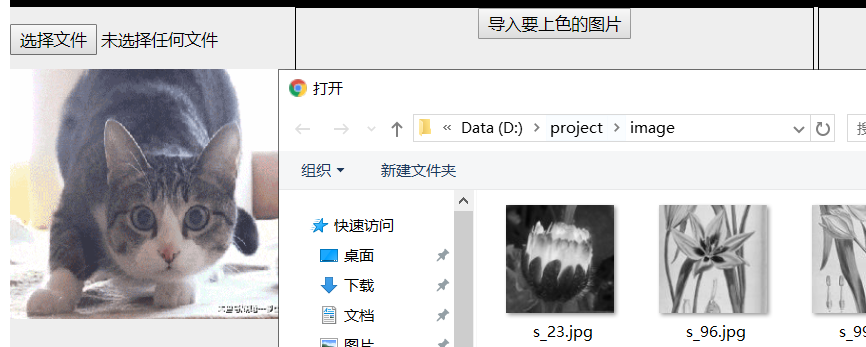 选择文件 未选择任何文件
导入要上色的图片
打开
« Data (D:) > project > image
组织 新建文件夹
快速访问
桌面
下载
文档
图片
s_23.jpg
s_96.jpg